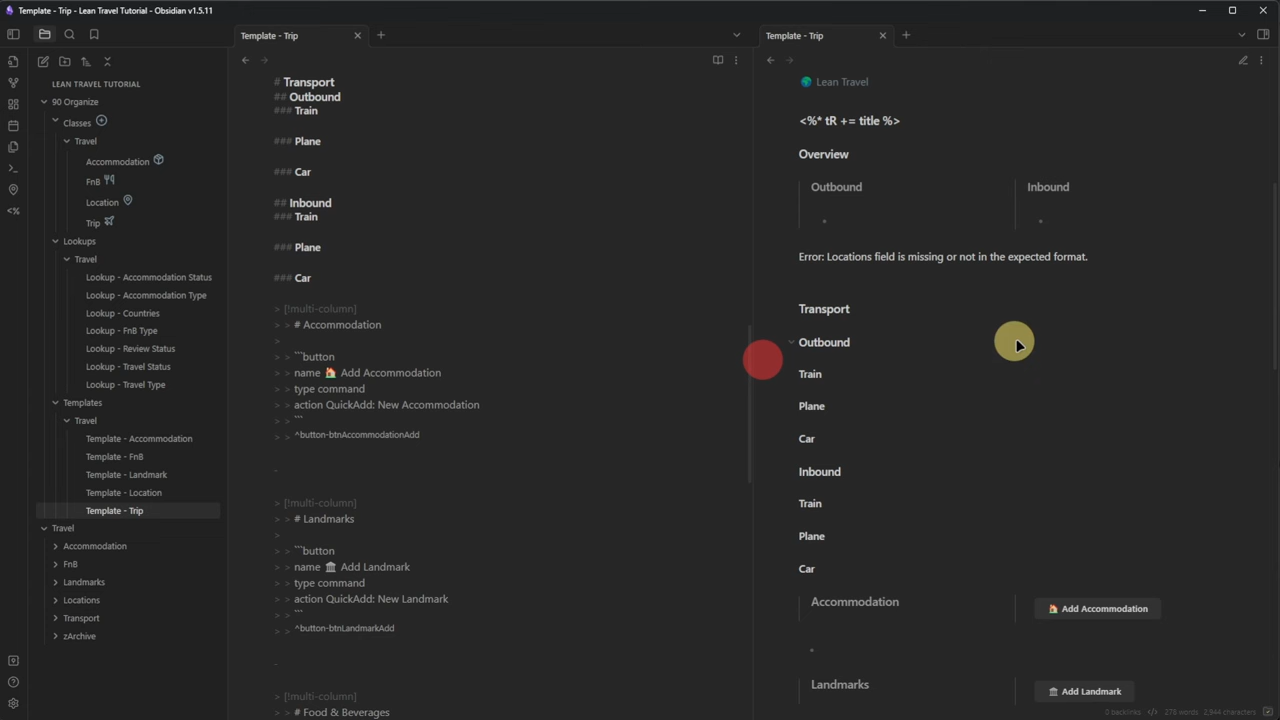 Template - Trip - Lean Travel Tutorial - Obsidian v1.5.11
Template - Trip
Template - Trip
LEAN TRAVEL TUTORIAL
90 Organize
Classes
Travel
Accommodation
FnB
Location
Trip
Lookups
Travel
Lookup - Accommodation Status
Lookup - Accommodation Type
Lookup - Countries
Lookup - FnB Type
Lookup - Review Status
Lookup - Travel Status
Lookup - Travel Type
Templates
Travel
Template - Accommodation
Template - FnB
Template - Landmark
Template - Location
Template - Trip
Travel
Accommodation
FnB
Landmarks
Locations
Transport
zArchive
# Transport
## Outbound
### Train
### Plane
### Car
## Inbound
### Train
### Plane
### Car
> [!multi-column]
> > # Accommodation
>
> > ```button
> > name 🏠 Add Accommodation
> > type command
> > action QuickAdd: New Accommodation
> > ```
> > ^button-btnAccommodationAdd
-
> [!multi-column]
> > # Landmarks
>
> > ```button
> > name 🏛 Add Landmark
> > type command
> > action QuickAdd: New Landmark
> > ```
> > ^button-btnLandmarkAdd
-
> [!multi-column]
> > # Food & Beverages
🌍 Lean Travel
<%* tR += title %>
Overview
Outbound Inbound
Error: Locations field is missing or not in the expected format.
Transport
Outbound
Train
Plane
Car
Inbound
Train
Plane
Car
Accommodation 🏠 Add Accommodation
Landmarks 🏛 Add Landmark
0 backlinks 278 words 2,944 characters